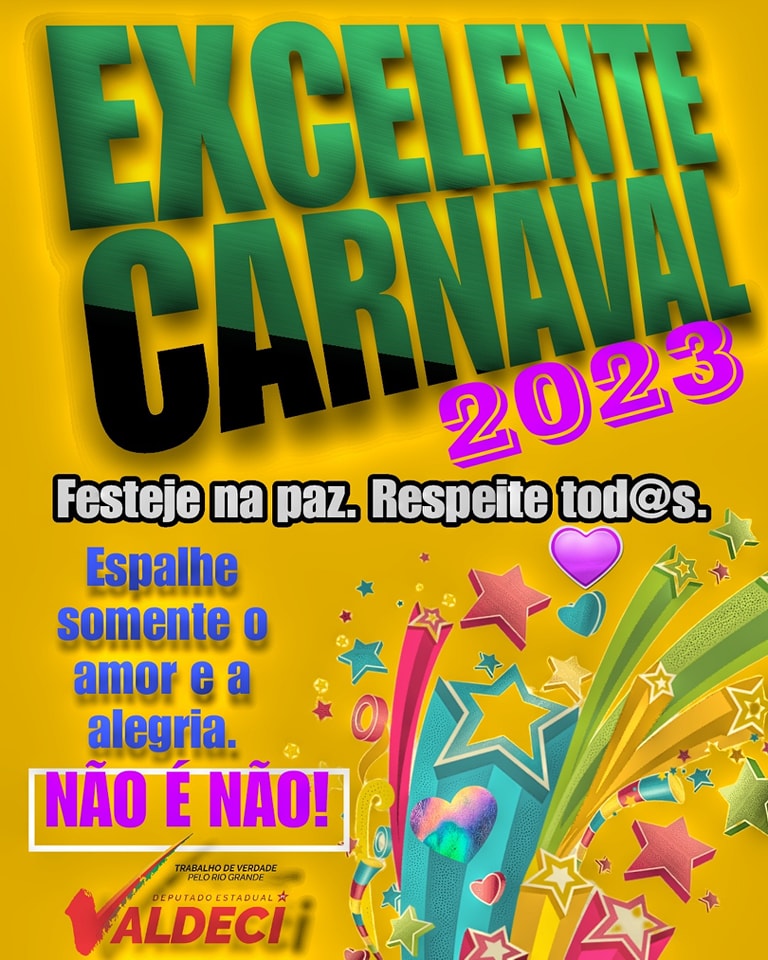 EXCELENTE
CARNAVAL
2023
Festeje na paz. Respeite tod@s.
Espalhe
somente o
amor e a
alegria.
NÃO É NÃO!
TRABALHO DE VERDADE
PELO RIO GRANDE
DEPUTADO ESTADUAL
VALDECI